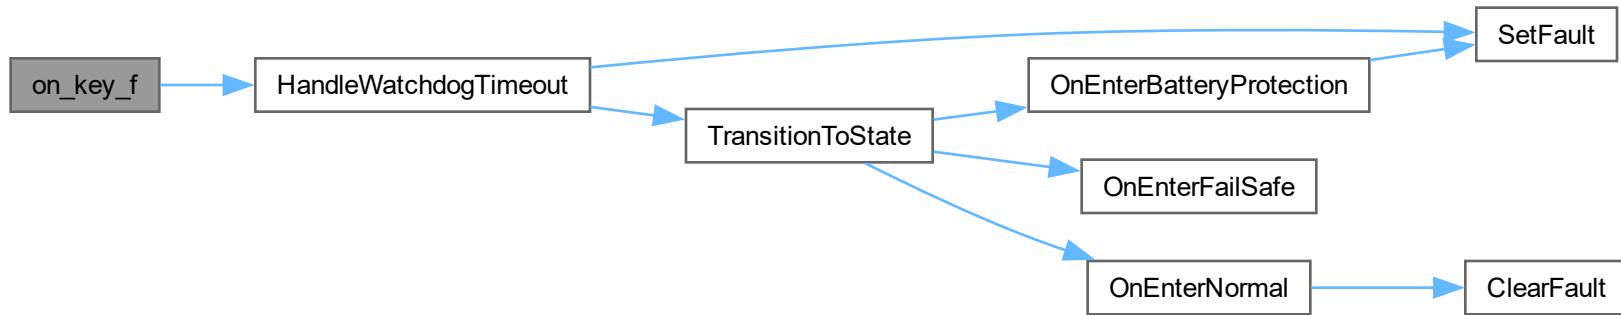 on_key_f
HandleWatchdogTimeout
TransitionToState
OnEnterBatteryProtection
SetFault
OnEnterFailSafe
OnEnterNormal
ClearFault